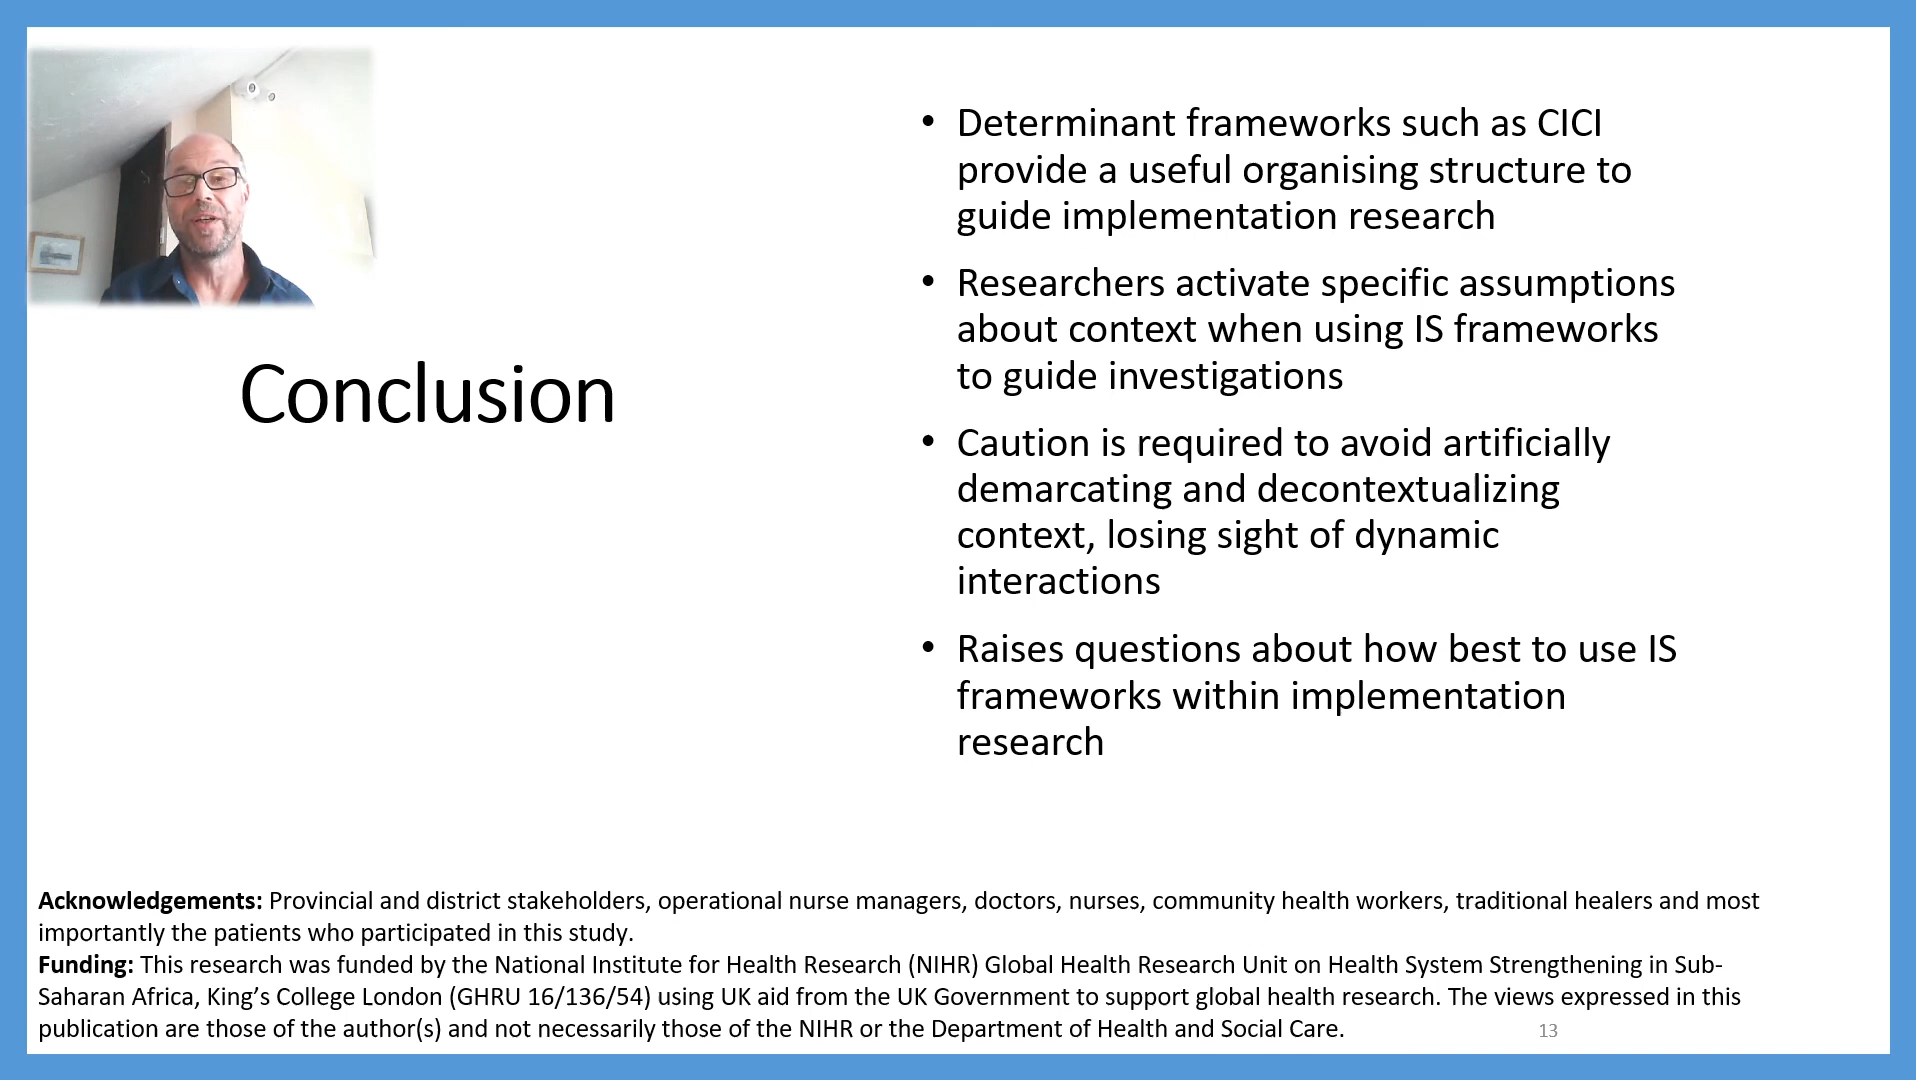 Conclusion
• Determinant frameworks such as CICI
provide a useful organising structure to
guide implementation research
• Researchers activate specific assumptions
about context when using IS frameworks
to guide investigations
• Caution is required to avoid artificially
demarcating and decontextualizing
context, losing sight of dynamic
interactions
• Raises questions about how best to use IS
frameworks within implementation
research
Acknowledgements: Provincial and district stakeholders, operational nurse managers, doctors, nurses, community health workers, traditional healers and most
importantly the patients who participated in this study.
Funding: This research was funded by the National Institute for Health Research (NIHR) Global Health Research Unit on Health System Strengthening in Sub-
Saharan Africa, King’s College London (GHRU 16/136/54) using UK aid from the UK Government to support global health research. The views expressed in this
publication are those of the author(s) and not necessarily those of the NIHR or the Department of Health and Social Care.
13